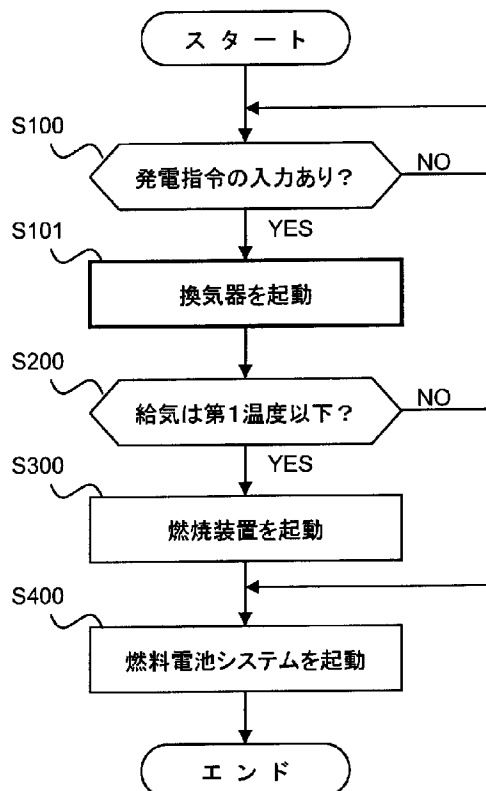 スタート
S100
発電指令の入力あり？
NO
YES
S101
換気器を起動
S200
給気は第1温度以下？
NO
YES
S300
燃焼装置を起動
S400
燃料電池システムを起動
エンド